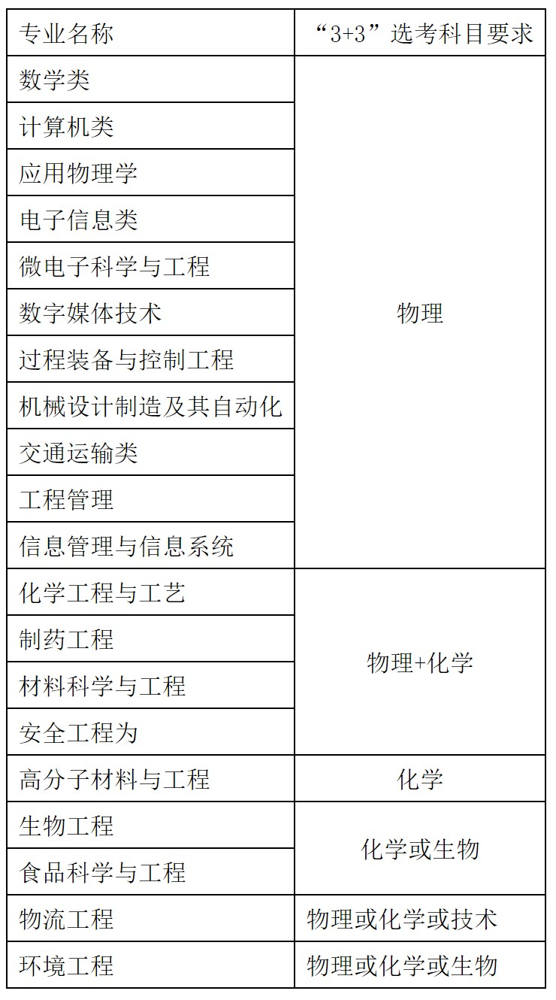 专业名称 “3+3”选考科目要求
数学类
计算机类
应用物理学
电子信息类
微电子科学与工程
数字媒体技术 物理
过程装备与控制工程
机械设计制造及其自动化
交通运输类
工程管理
信息管理与信息系统
化学工程与工艺
制药工程
物理+化学
材料科学与工程
安全工程为
高分子材料与工程 化学
生物工程
化学或生物
食品科学与工程
物流工程 物理或化学或技术
环境工程 物理或化学或生物